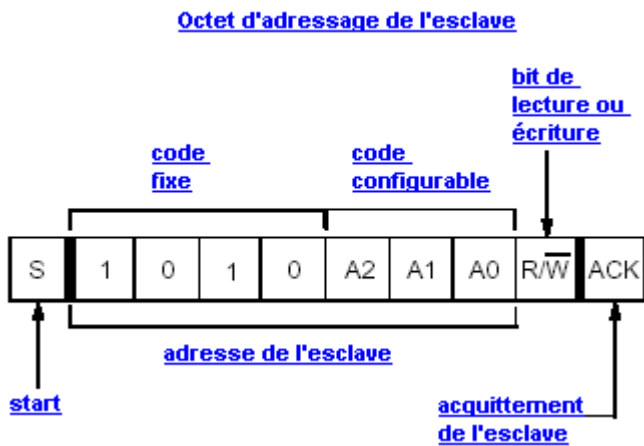 Octet d'adressage de l'esclave
bit de
lecture ou
écriture
code
fixe
code
configurable
S 1 0 1 0 A2 A1 A0 R/W̅ ACK
adresse de l'esclave
start
acquittement
de l'esclave